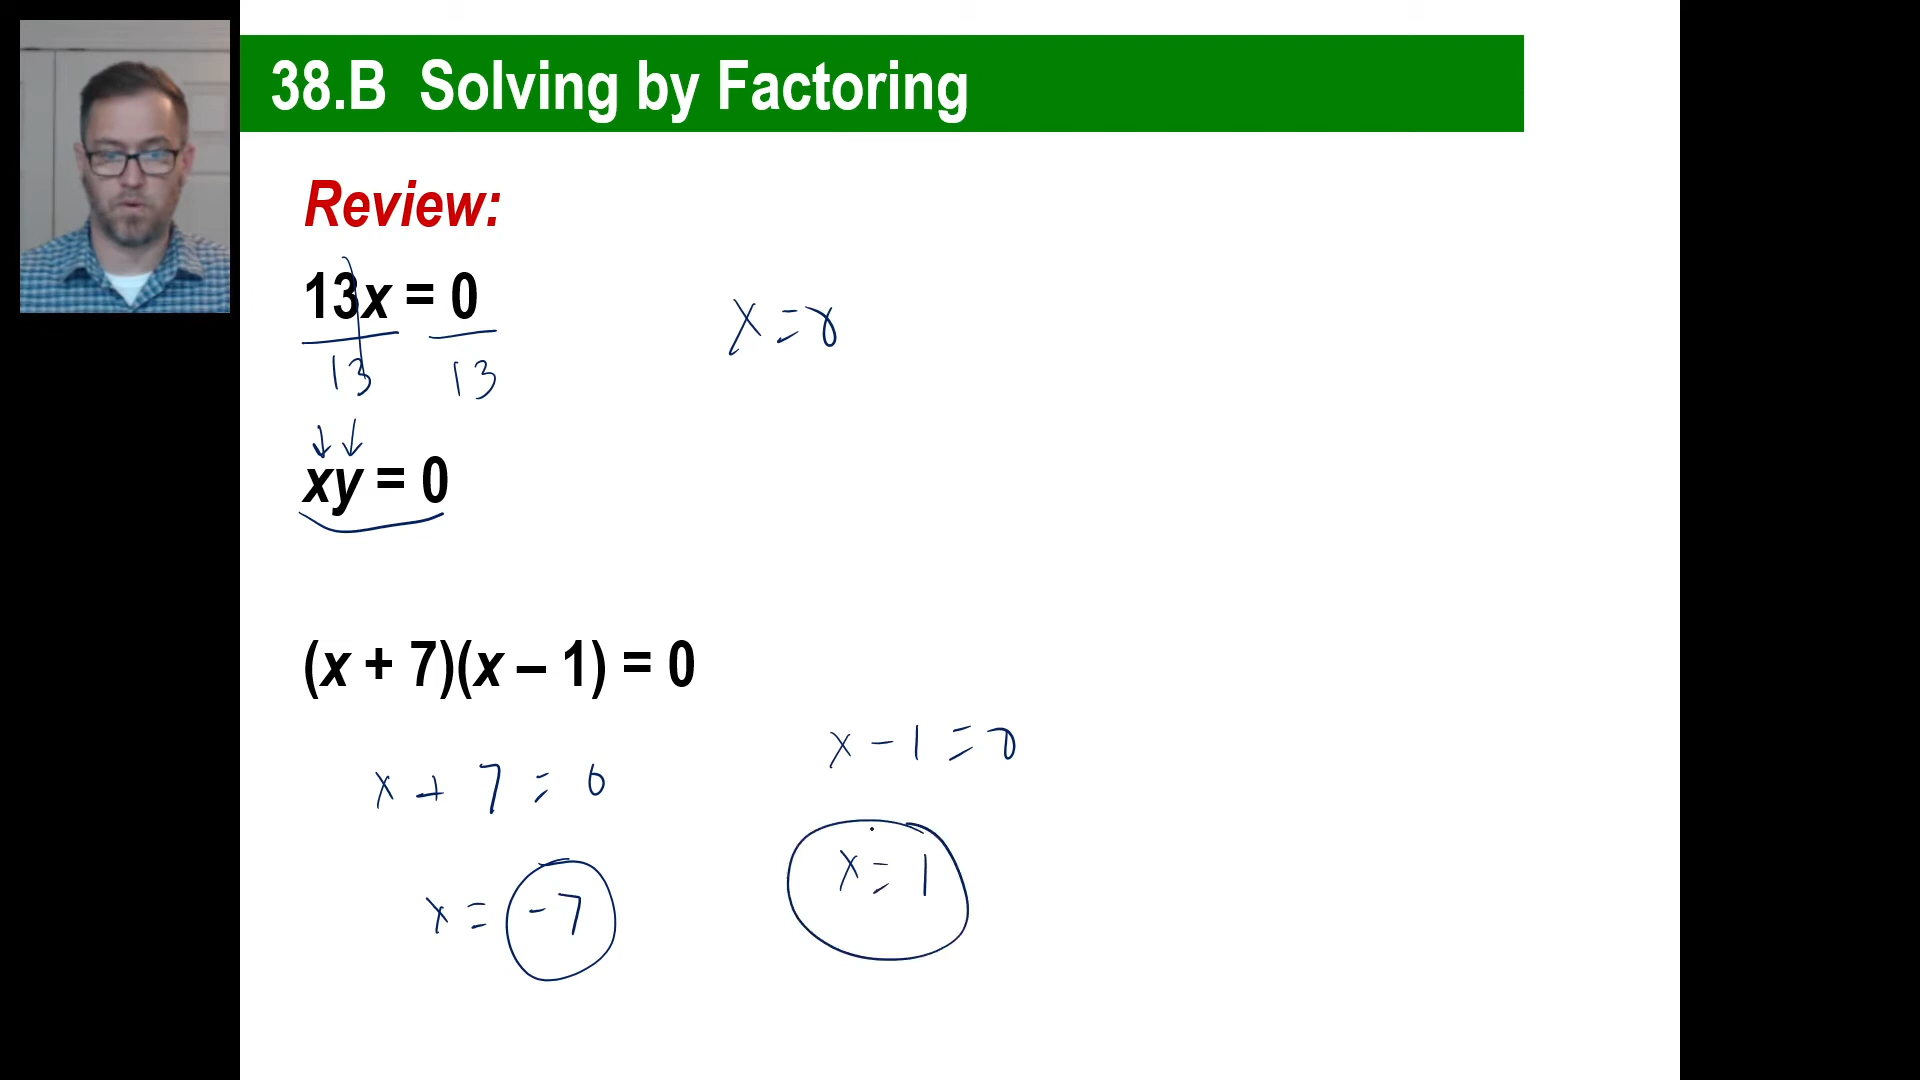 38.B Solving by Factoring
Review:
13x = 0
13 13
x = 0
xy = 0
(x + 7)(x – 1) = 0
x + 7 = 0
x - 1 = 0
x = -7
x = 1